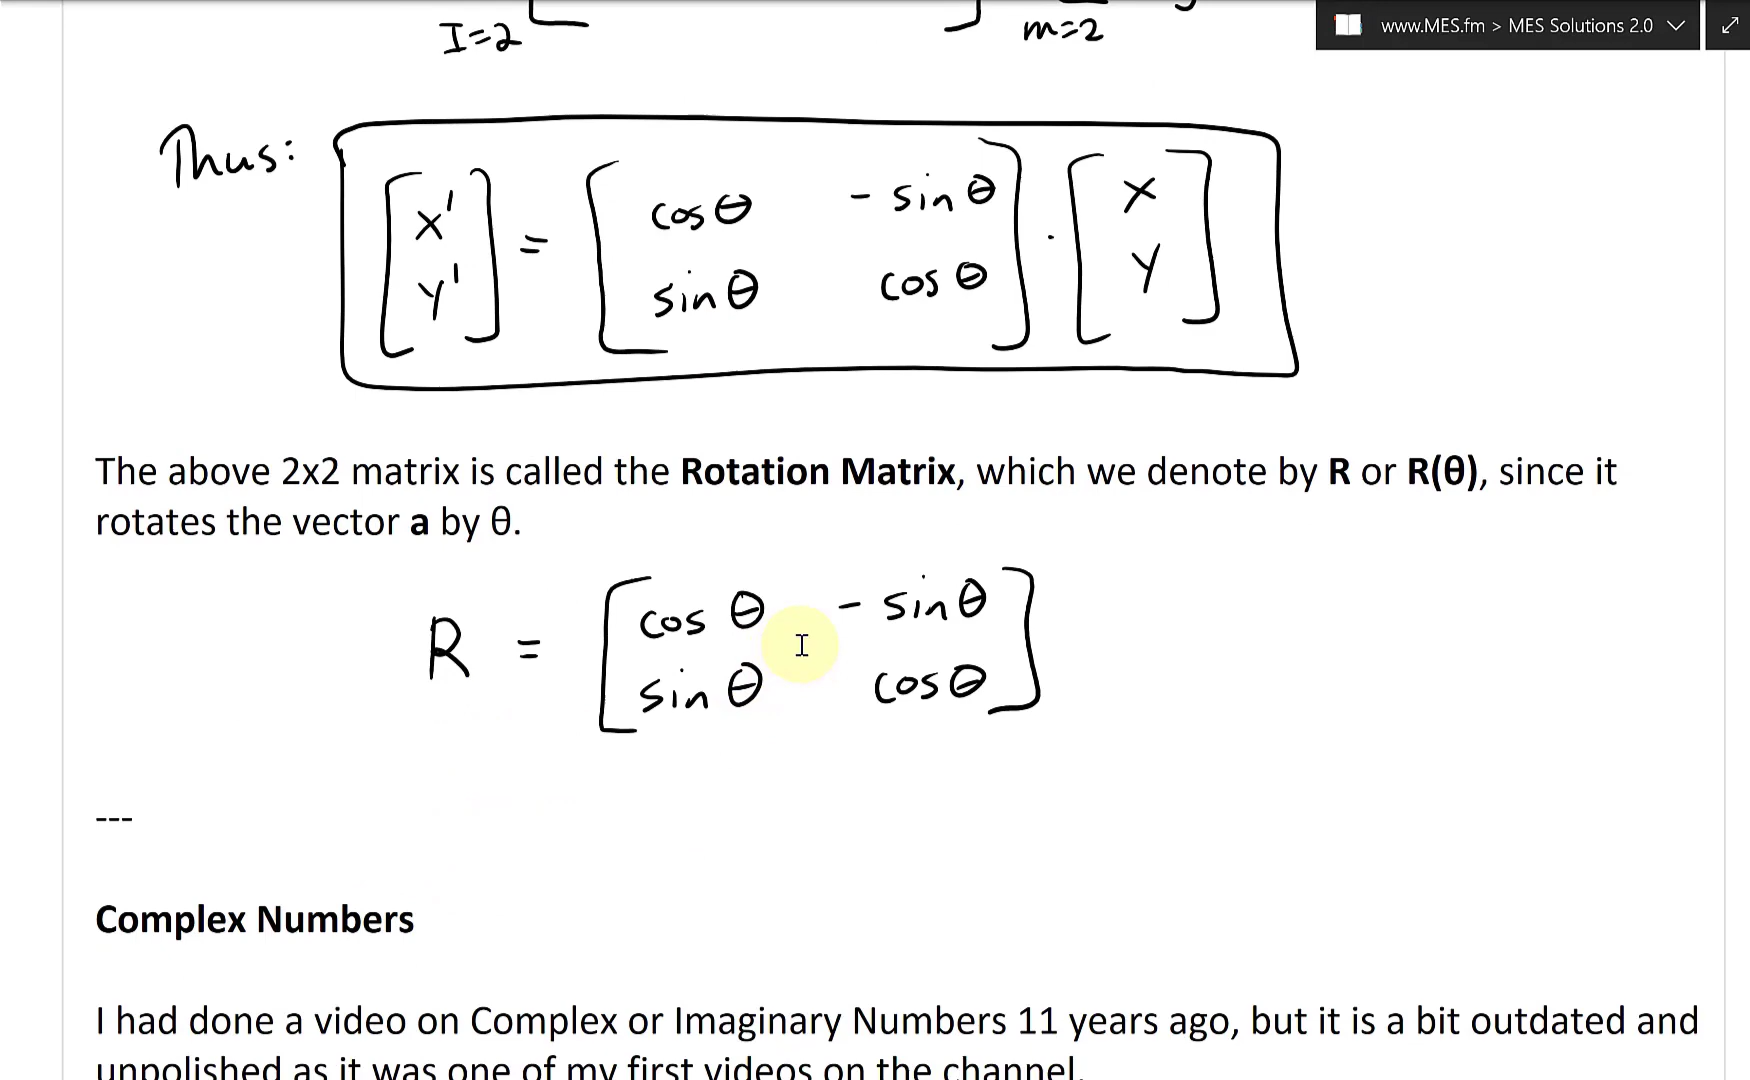 www.MES.fm > MES Solutions 2.0
I=2 m=2
Thus:
[x' y'] = [cosθ -sinθ sinθ cosθ] · [x y]
The above 2x2 matrix is called the Rotation Matrix, which we denote by R or R(θ), since it
rotates the vector a by θ.
R = [cosθ -sinθ sinθ cosθ]
---
Complex Numbers
I had done a video on Complex or Imaginary Numbers 11 years ago, but it is a bit outdated and
unpolished as it was one of my first videos on the channel.